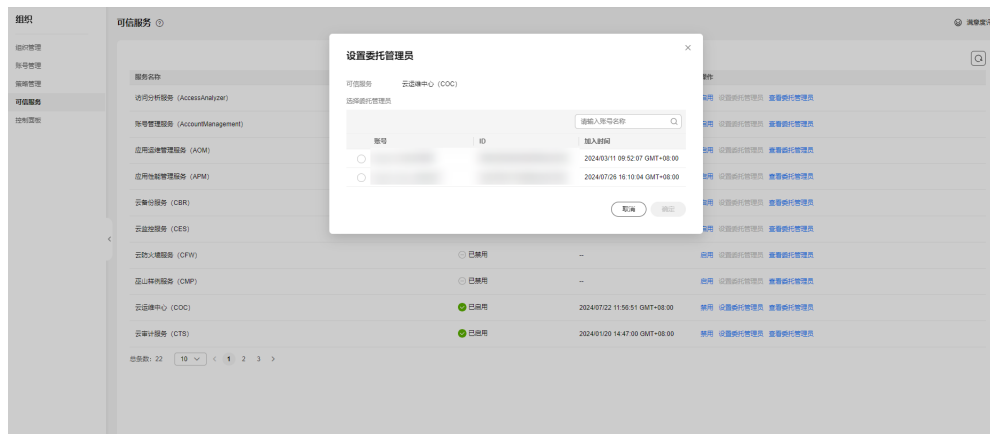 组织
可信服务
满意度
组织管理
账号管理
策略管理
可信服务
控制面板
设置委托管理员
可信服务 云运维中心 (COC)
选择委托管理员
请输入账号名称
账号 ID 加入时间
2024/03/11 09:52:07 GMT+08:00
2024/07/26 16:10:04 GMT+08:00
取消 确定
服务名称 操作
访问分析服务 (AccessAnalyzer) 启用 设置委托管理员 查看委托管理员
账号管理服务 (AccountManagement) 启用 设置委托管理员 查看委托管理员
应用运维管理服务 (AOM) 启用 设置委托管理员 查看委托管理员
应用性能管理服务 (APM) 启用 设置委托管理员 查看委托管理员
云备份服务 (CBR) 启用 设置委托管理员 查看委托管理员
云监控服务 (CES) 启用 设置委托管理员 查看委托管理员
云防火墙服务 (CFW) 已禁用 -- 启用 设置委托管理员 查看委托管理员
巫山样例服务 (CMP) 已禁用 -- 启用 设置委托管理员 查看委托管理员
云运维中心 (COC) 已启用 2024/07/22 11:56:51 GMT+08:00 禁用 设置委托管理员 查看委托管理员
云审计服务 (CTS) 已启用 2024/01/20 14:47:00 GMT+08:00 禁用 设置委托管理员 查看委托管理员
总条数: 22 10 1 2 3